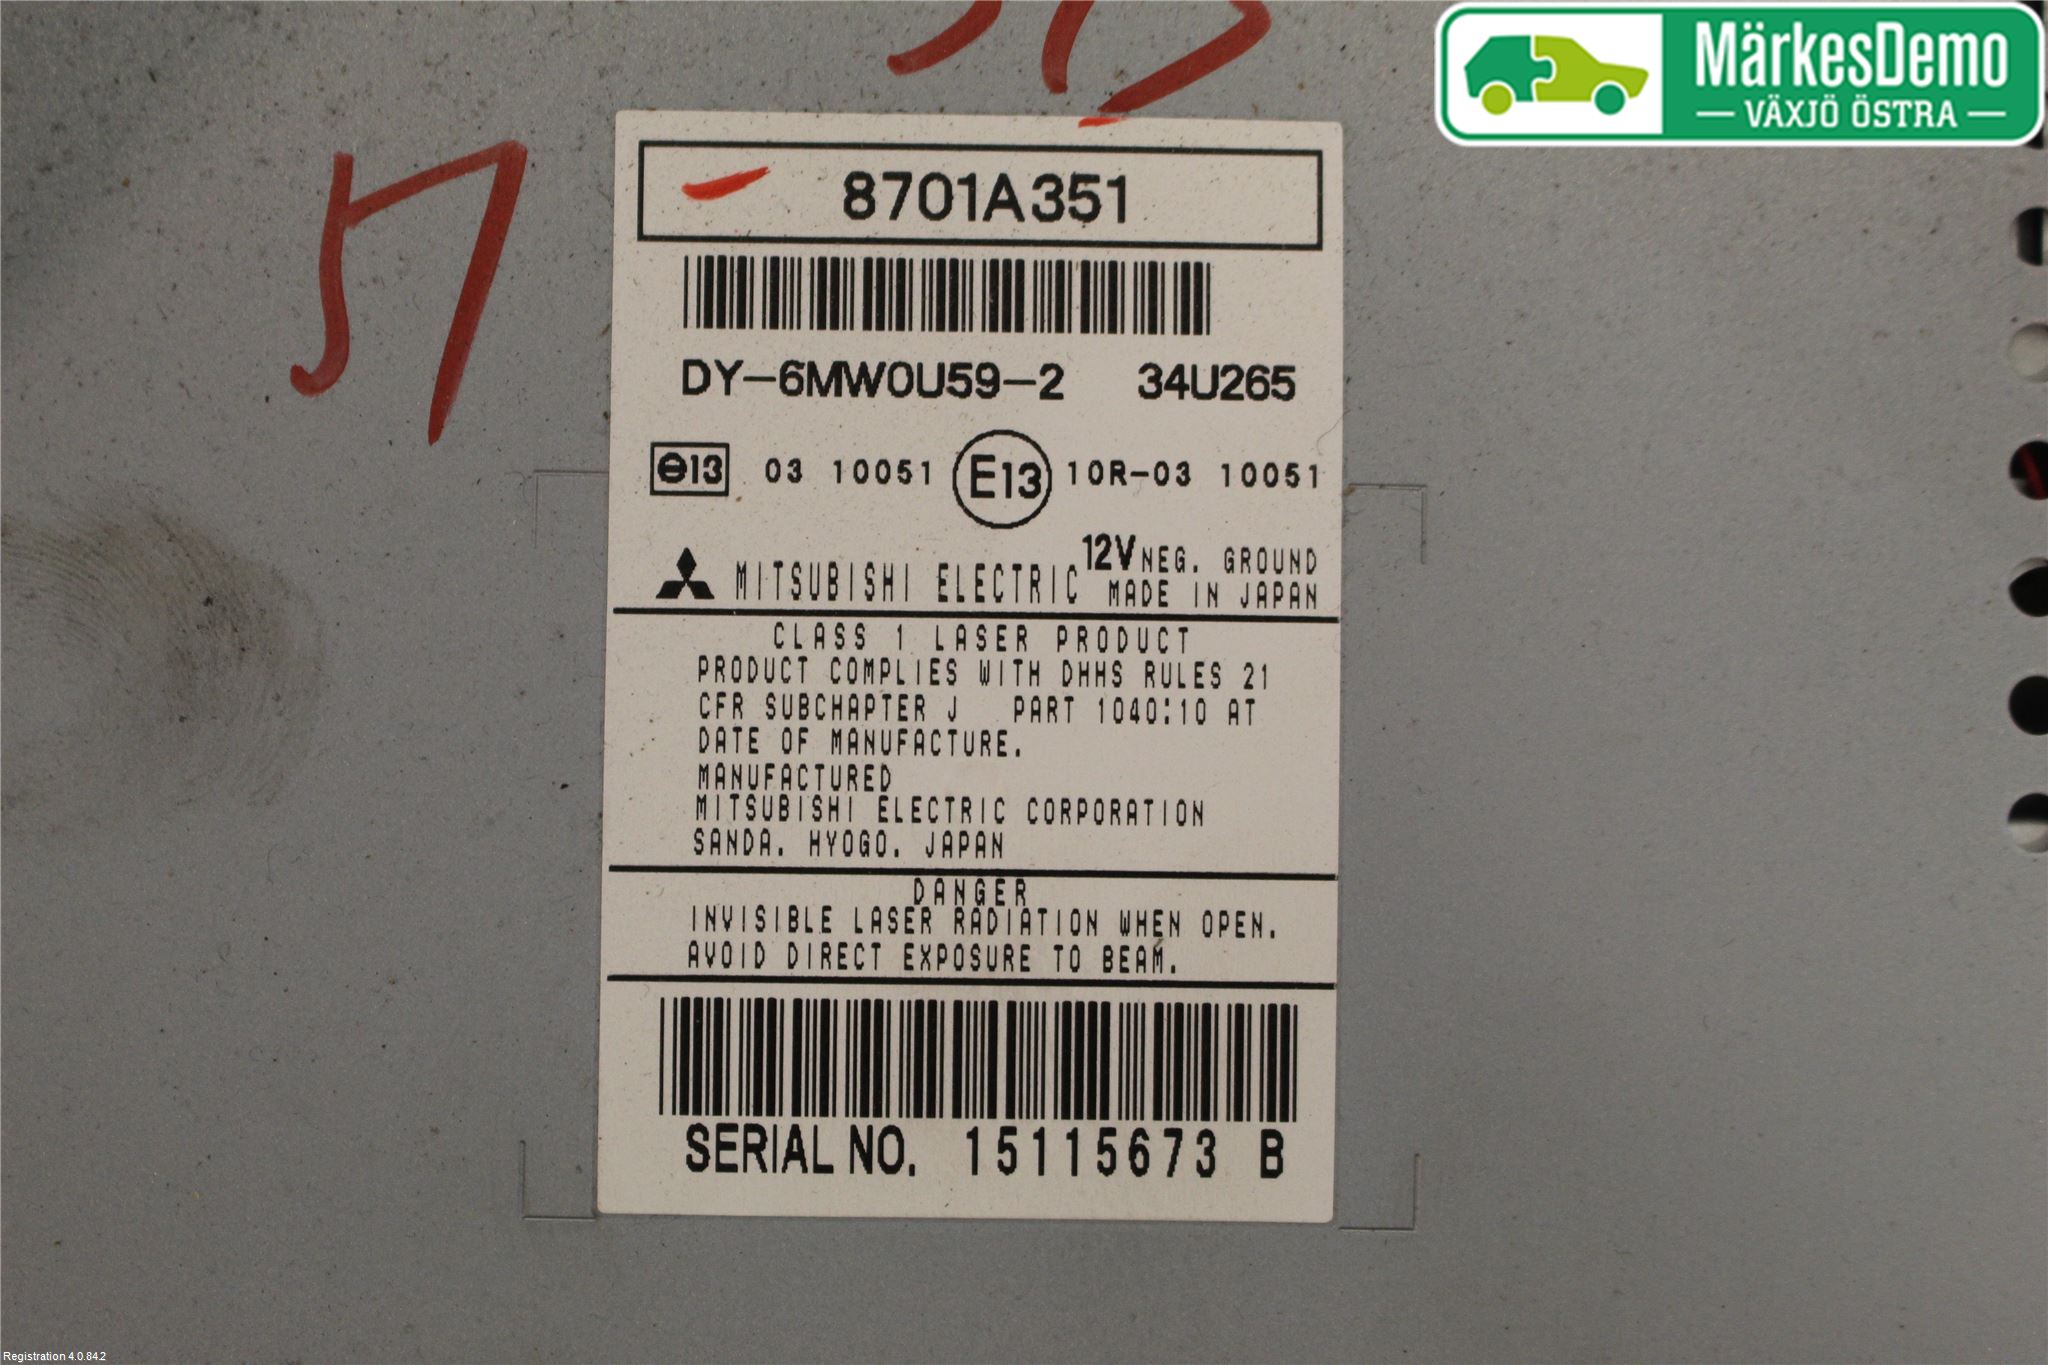 MärkesDemo
VÄXJÖ ÖSTRA
8701A351
DY-6MW0U59-2 34U265
e13 03 10051 E13 10R-03 10051
MITSUBISHI ELECTRIC 12V NEG. GROUND
MADE IN JAPAN
CLASS 1 LASER PRODUCT
PRODUCT COMPLIES WITH DHHS RULES 21
CFR SUBCHAPTER J PART 1040:10 AT
DATE OF MANUFACTURE.
MANUFACTURED
MITSUBISHI ELECTRIC CORPORATION
SANDA. HYOGO. JAPAN
DANGER
INVISIBLE LASER RADIATION WHEN OPEN.
AVOID DIRECT EXPOSURE TO BEAM.
SERIAL NO. 15115673 B
Registration 4.0.84.2